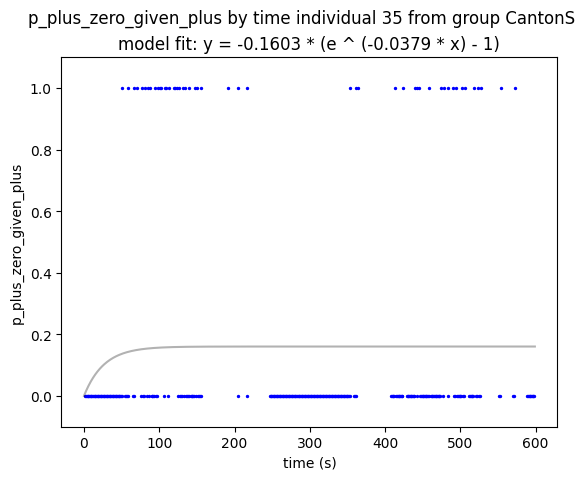 p_plus_zero_given_plus by time individual 35 from group CantonS
model fit: y = -0.1603 * (e ^ (-0.0379 * x) - 1)
1.0
0.8
0.6
0.4
0.2
0.0
p_plus_zero_given_plus
0 100 200 300 400 500 600
time (s)